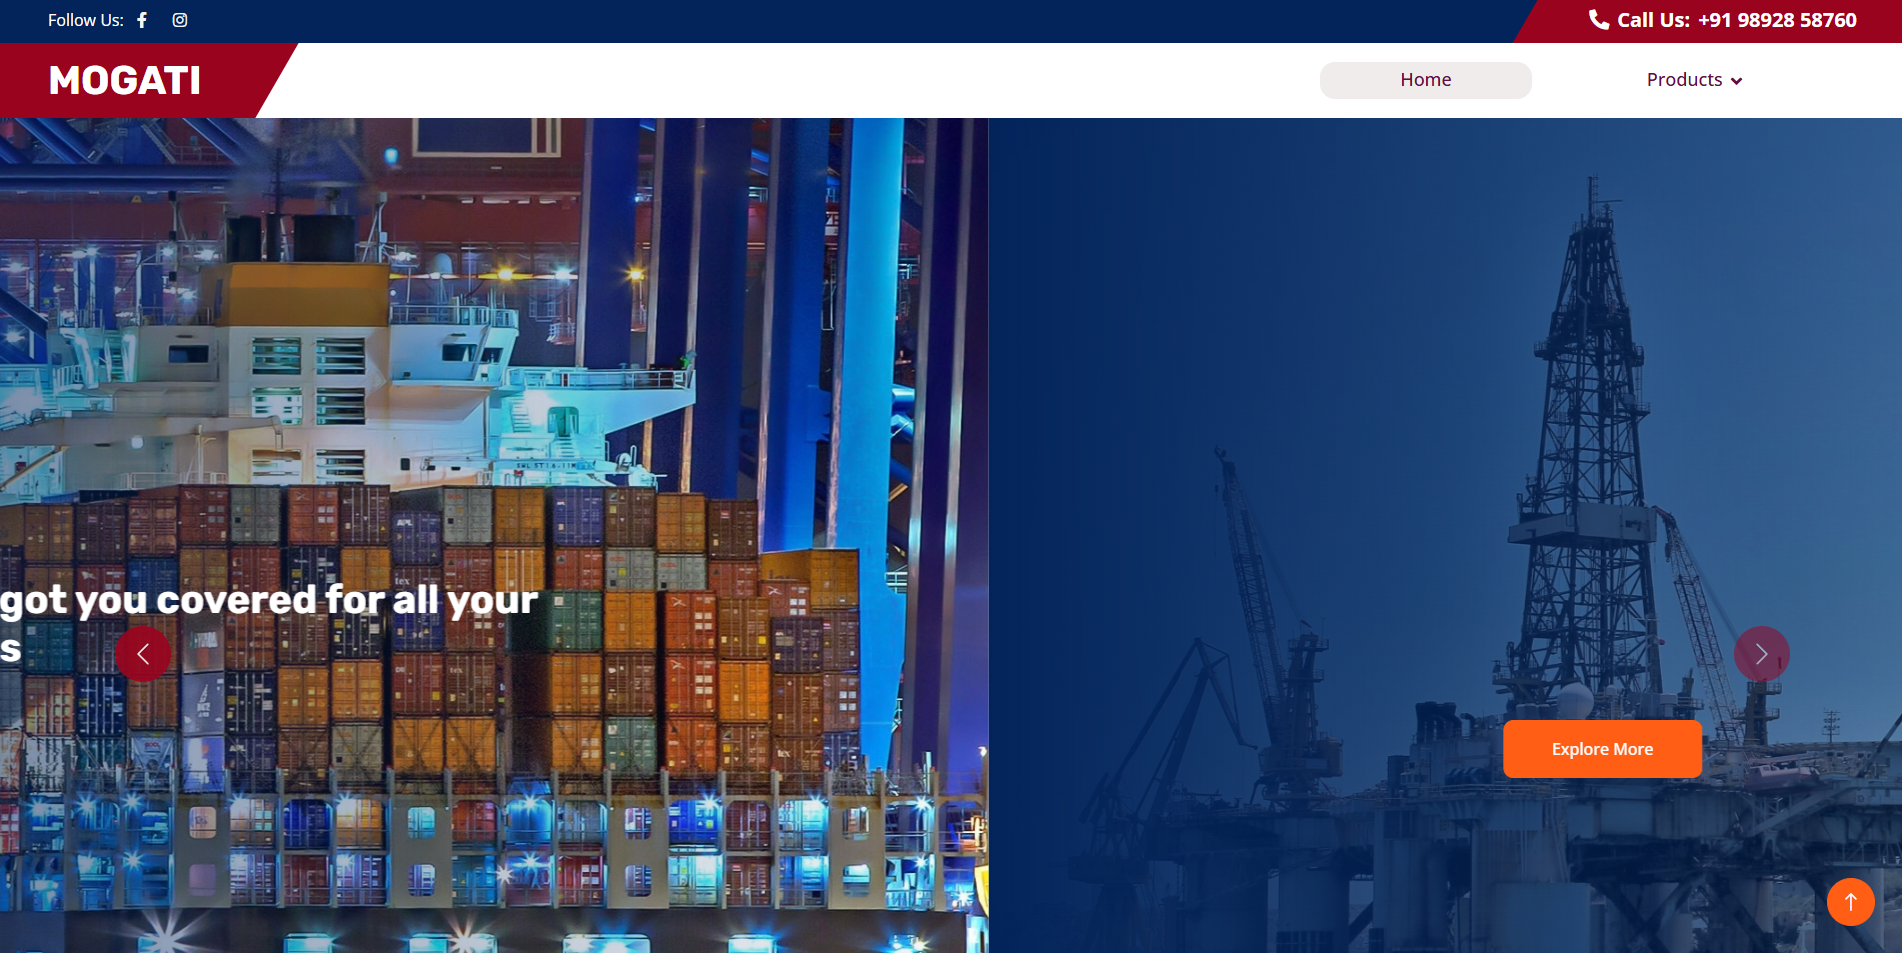 Follow Us:
Call Us: +91 98928 58760
MOGATI
Home
Products
got you covered for all your
s
Explore More